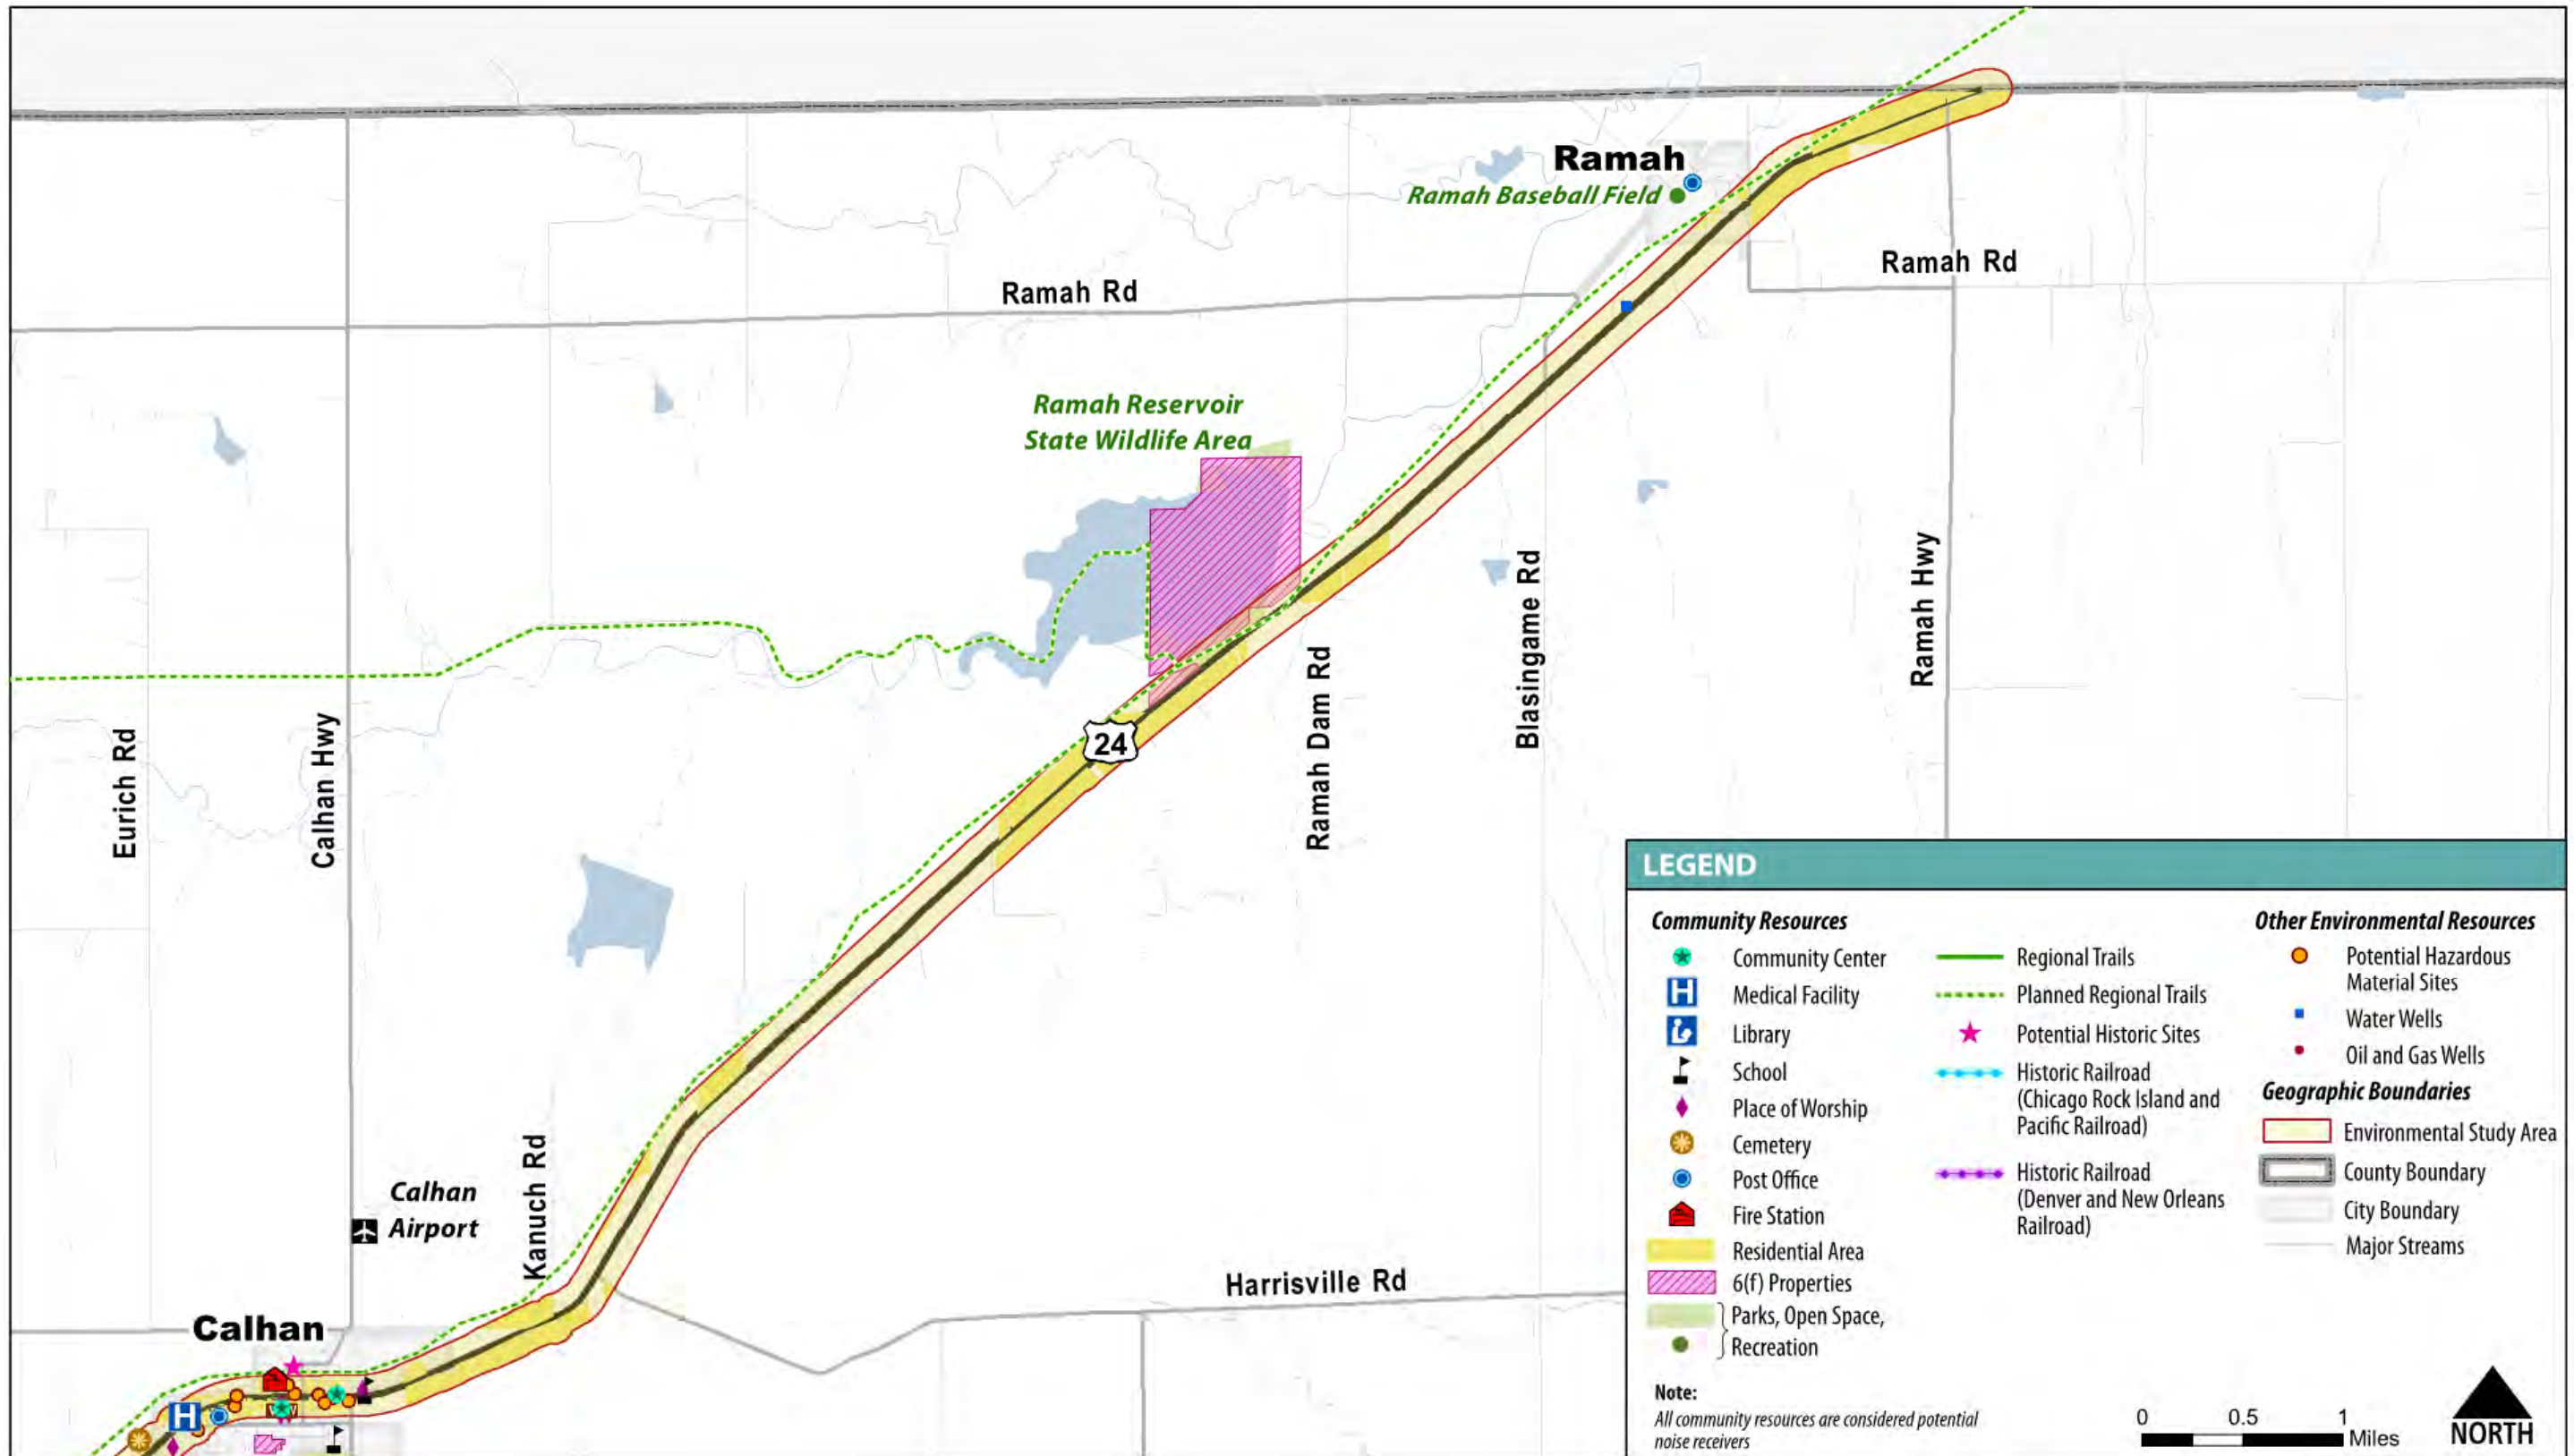 Ramah
Ramah Baseball Field
Ramah Rd
Ramah Rd
Ramah Reservoir
State Wildlife Area
24
Eurich Rd
Calhan Hwy
Ramah Dam Rd
Blasingame Rd
Ramah Hwy
Kanuch Rd
Calhan
Airport
Harrisville Rd
Calhan
H
LEGEND
Community Resources
Community Center
H
Medical Facility
Library
School
Place of Worship
Cemetery
Post Office
Fire Station
Residential Area
6(f) Properties
Parks, Open Space,
Recreation
Regional Trails
Planned Regional Trails
Potential Historic Sites
Historic Railroad
(Chicago Rock Island and
Pacific Railroad)
Historic Railroad
(Denver and New Orleans
Railroad)
Other Environmental Resources
Potential Hazardous
Material Sites
Water Wells
Oil and Gas Wells
Geographic Boundaries
Environmental Study Area
County Boundary
City Boundary
Major Streams
Note:
All community resources are considered potential
noise receivers
0 0.5 1
Miles
NORTH